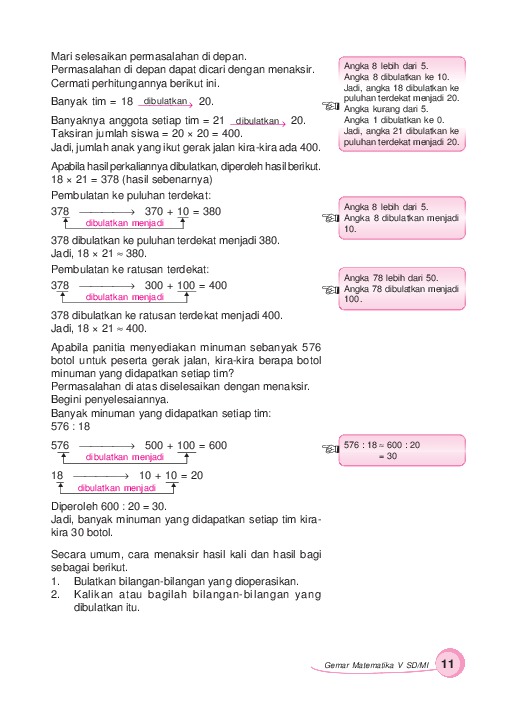 Mari selesaikan permasalahan di depan.
Permasalahan di depan dapat dicari dengan menaksir.
Cermati perhitungannya berikut ini.
Banyak tim = 18 dibulatkan 20.
Banyaknya anggota setiap tim = 21 dibulatkan 20.
Taksiran jumlah siswa = 20 × 20 = 400.
Jadi, jumlah anak yang ikut gerak jalan kira-kira ada 400.
Angka 8 lebih dari 5.
Angka 8 dibulatkan ke 10.
Jadi, angka 18 dibulatkan ke
puluhan terdekat menjadi 20.
Angka kurang dari 5.
Angka 1 dibulatkan ke 0.
Jadi, angka 21 dibulatkan ke
puluhan terdekat menjadi 20.
Apabila hasil perkaliannya dibulatkan, diperoleh hasil berikut.
18 × 21 = 378 (hasil sebenarnya)
Pembulatan ke puluhan terdekat:
378 → 370 + 10 = 380
dibulatkan menjadi
Angka 8 lebih dari 5.
Angka 8 dibulatkan menjadi
10.
378 dibulatkan ke puluhan terdekat menjadi 380.
Jadi, 18 × 21 ≈ 380.
Pembulatan ke ratusan terdekat:
378 → 300 + 100 = 400
dibulatkan menjadi
Angka 78 lebih dari 50.
Angka 78 dibulatkan menjadi
100.
378 dibulatkan ke ratusan terdekat menjadi 400.
Jadi, 18 × 21 ≈ 400.
Apabila panitia menyediakan minuman sebanyak 576
botol untuk peserta gerak jalan, kira-kira berapa botol
minuman yang didapatkan setiap tim?
Permasalahan di atas diselesaikan dengan menaksir.
Begini penyelesaiannya.
Banyak minuman yang didapatkan setiap tim:
576 : 18
576 → 500 + 100 = 600
dibulatkan menjadi
18 → 10 + 10 = 20
dibulatkan menjadi
576 : 18 ≈ 600 : 20
= 30
Diperoleh 600 : 20 = 30.
Jadi, banyak minuman yang didapatkan setiap tim kira-
kira 30 botol.
Secara umum, cara menaksir hasil kali dan hasil bagi
sebagai berikut.
1. Bulatkan bilangan-bilangan yang dioperasikan.
2. Kalikan atau bagilah bilangan-bilangan yang
dibulatkan itu.
Gemar Matematika V SD/MI 11